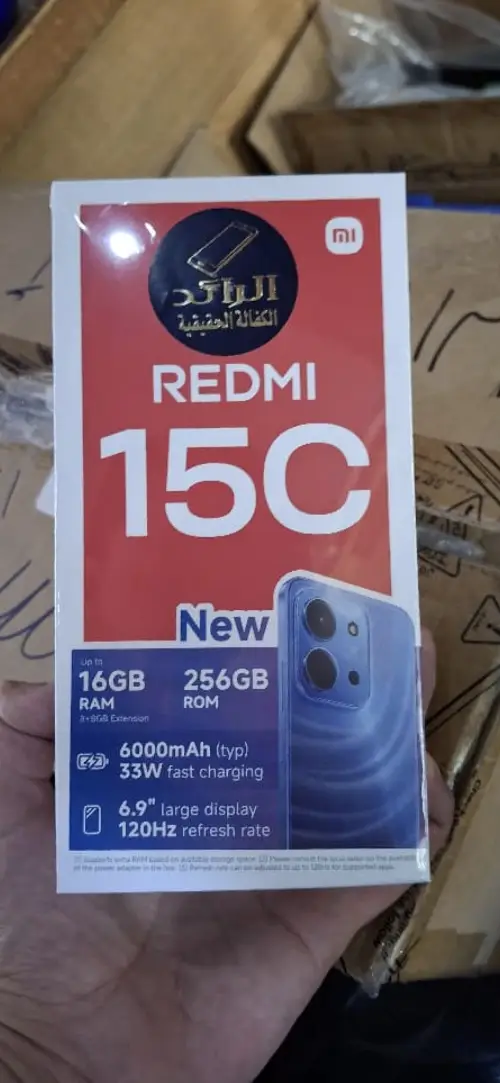 الرائد
الكفالة الحقيقية
mi
REDMI
15C
New
Up to
16GB
RAM
8+8GB Extension
256GB
ROM
6000mAh (typ)
33W fast charging
6.9" large display
120Hz refresh rate